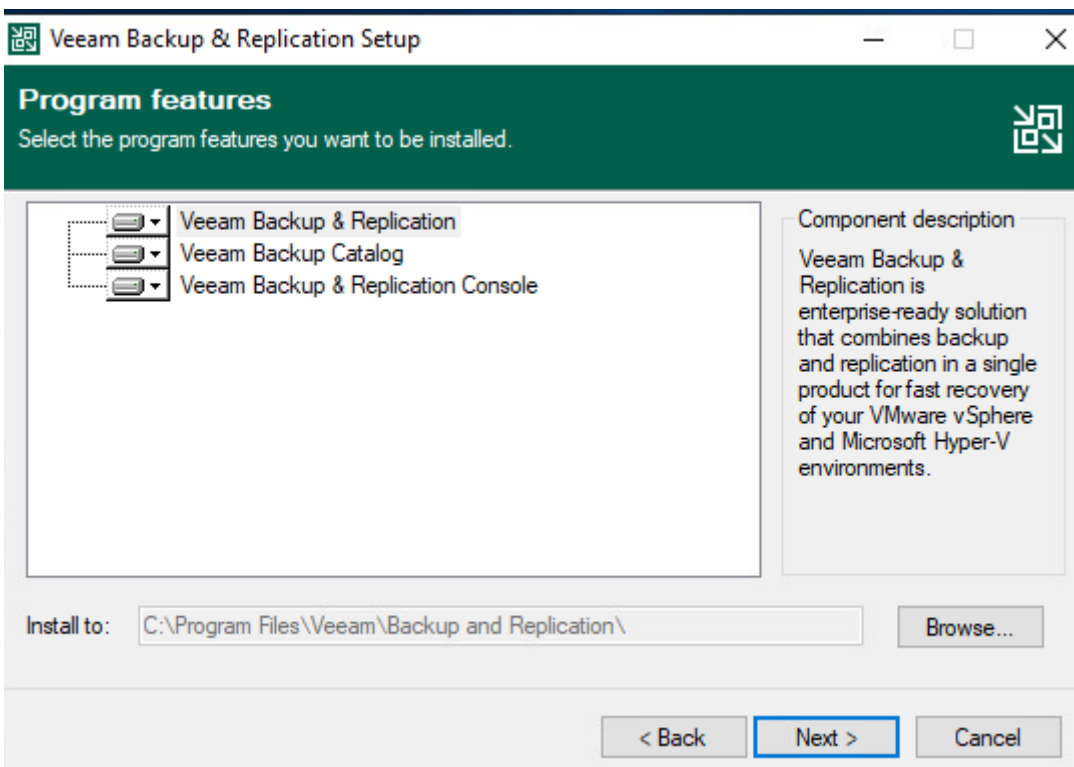 Veeam Backup & Replication Setup
Program features
Select the program features you want to be installed.
Veeam Backup & Replication
Veeam Backup Catalog
Veeam Backup & Replication Console
Component description
Veeam Backup &
Replication is
enterprise-ready solution
that combines backup
and replication in a single
product for fast recovery
of your VMware vSphere
and Microsoft Hyper-V
environments.
Install to:
C:\Program Files\Veeam\Backup and Replication\
Browse...
< Back
Next >
Cancel